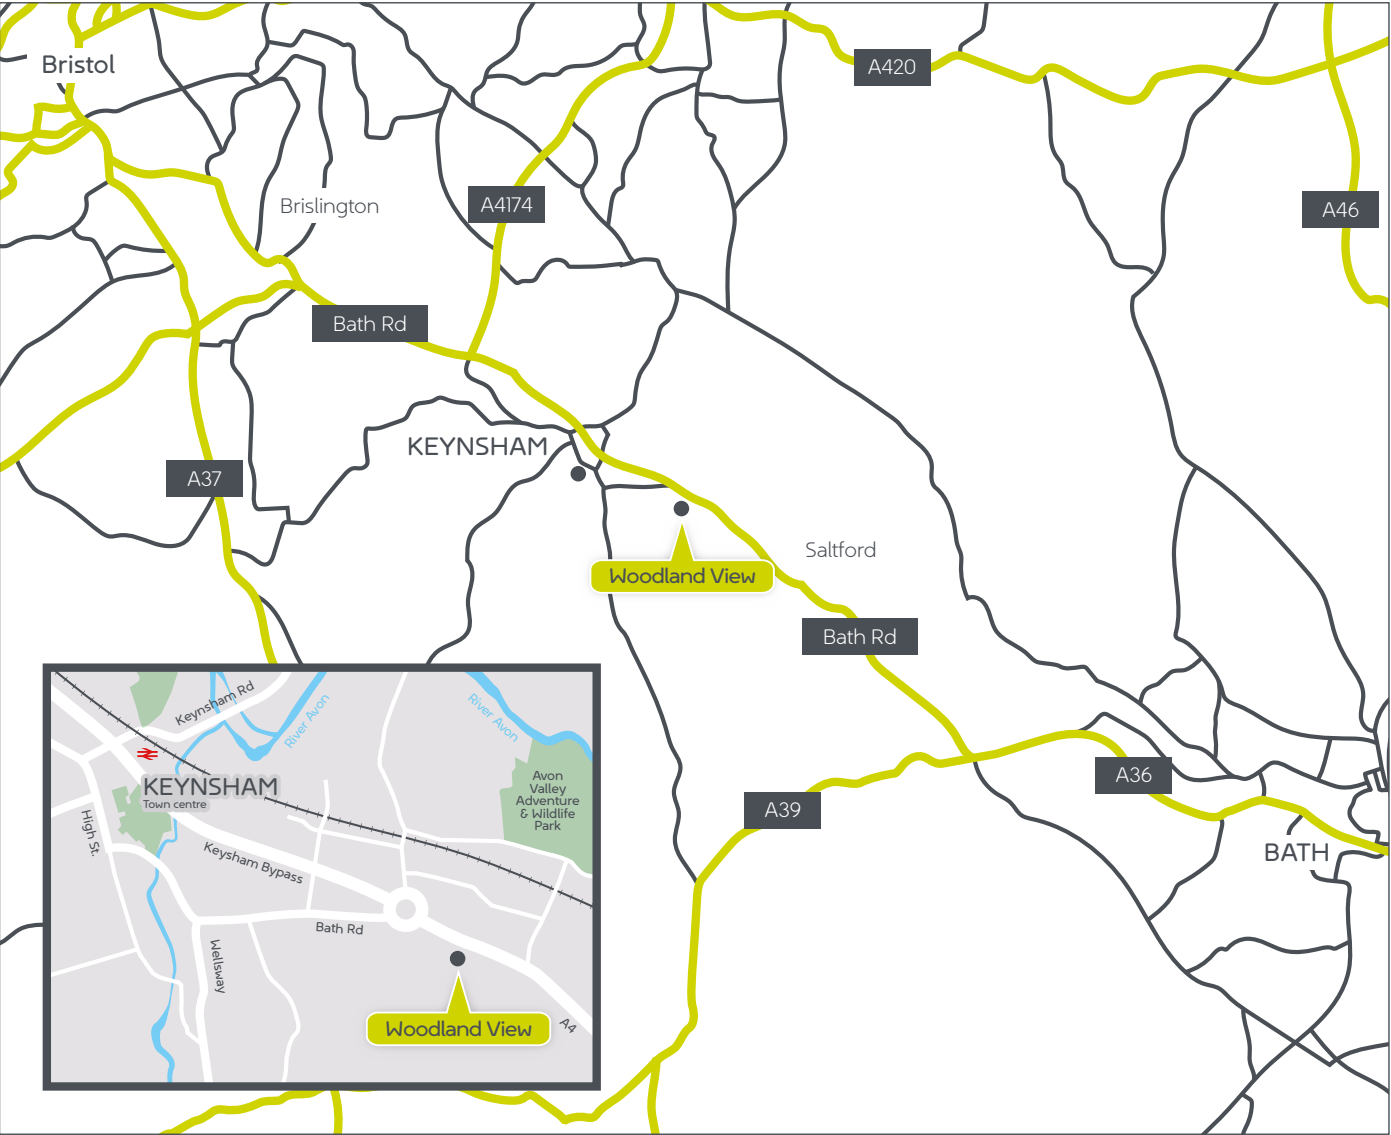 Bristol
A420
Brislington
A4174
A46
Bath Rd
KEYNSHAM
A37
Saltford
Woodland View
Bath Rd
A36
A39
BATH
Keynsham Rd
River Avon
River Avon
KEYNSHAM
Town centre
Avon
Valley
Adventure
& Wildlife
Park
High St.
Keysham Bypass
Bath Rd
Wellsway
Woodland View
A4